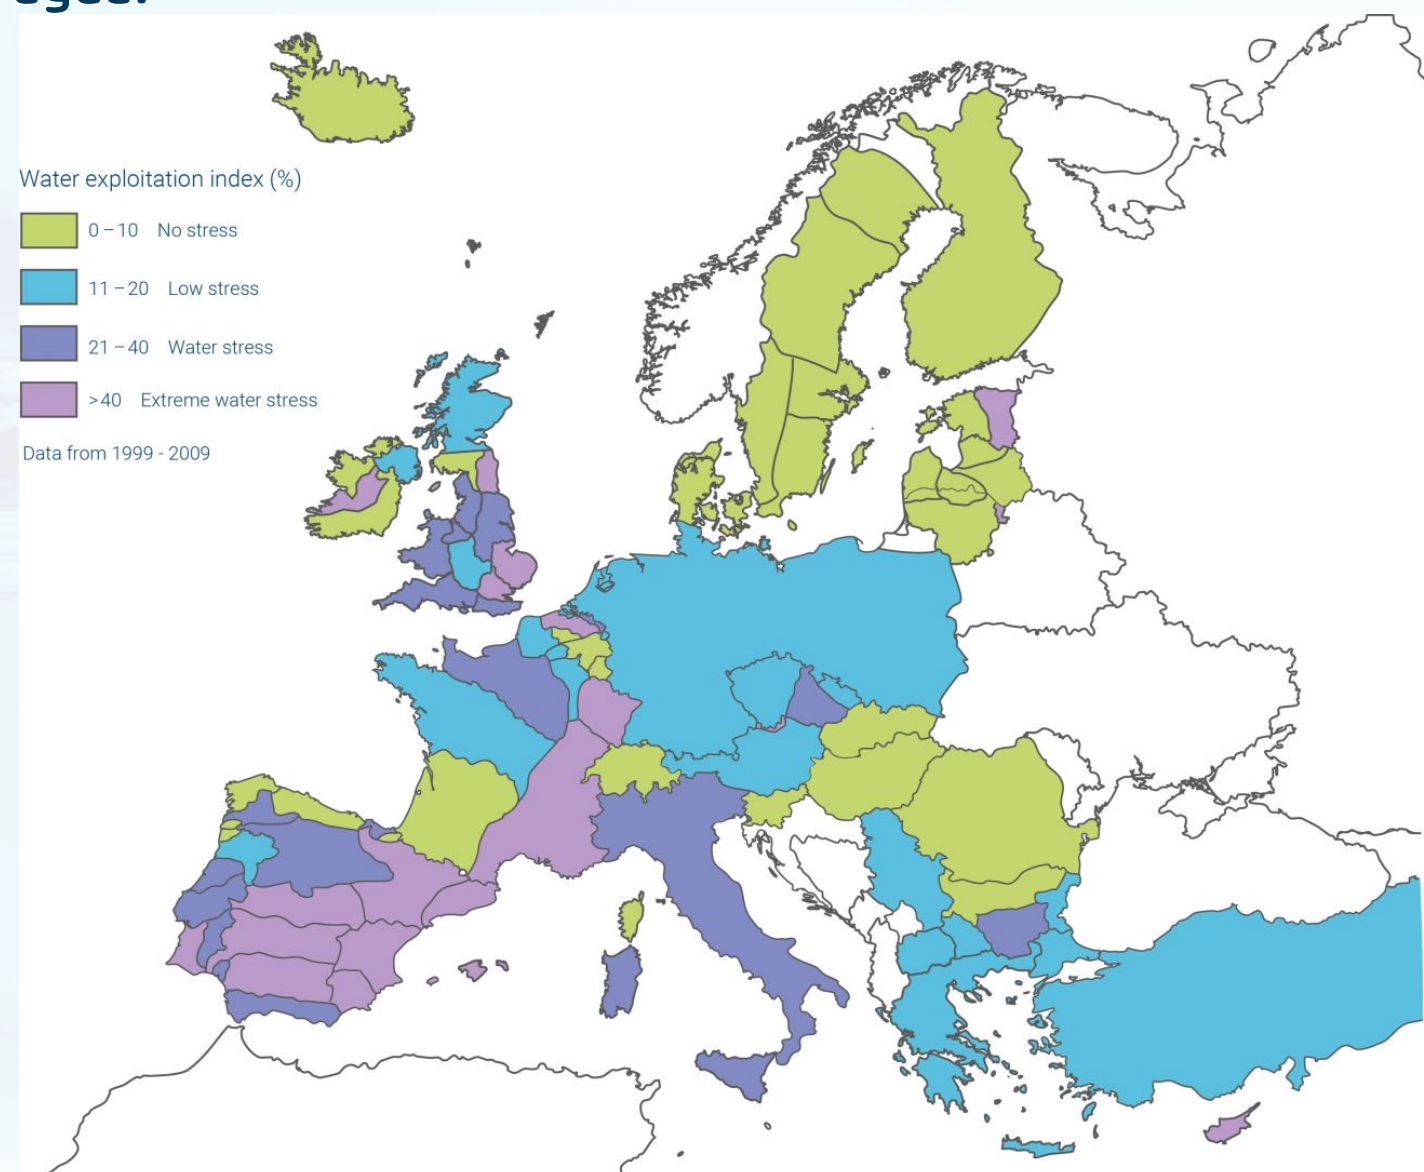 Water exploitation index (%)
0 – 10 No stress
11 – 20 Low stress
21 – 40 Water stress
>40 Extreme water stress
Data from 1999 - 2009